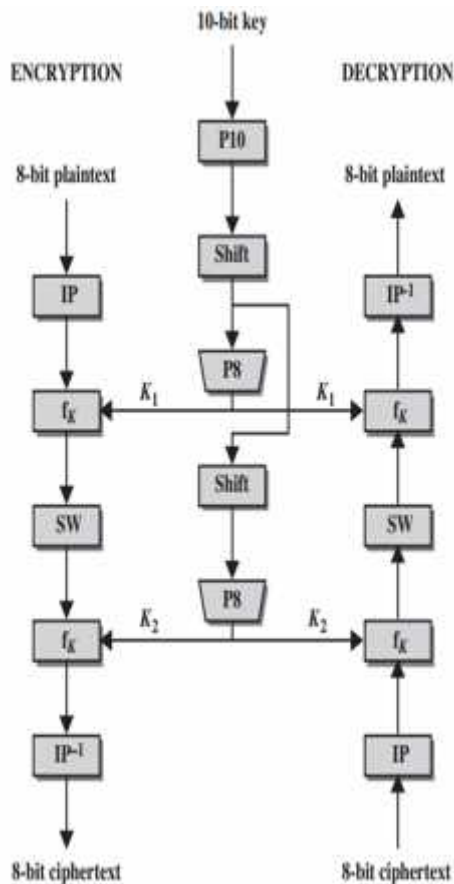 10-bit key
ENCRYPTION
DECRYPTION
P10
8-bit plaintext
8-bit plaintext
Shift
IP
IP-1
P8
K1
K1
fK
fK
Shift
SW
SW
P8
K2
K2
fK
fK
IP–1
IP
8-bit ciphertext
8-bit ciphertext